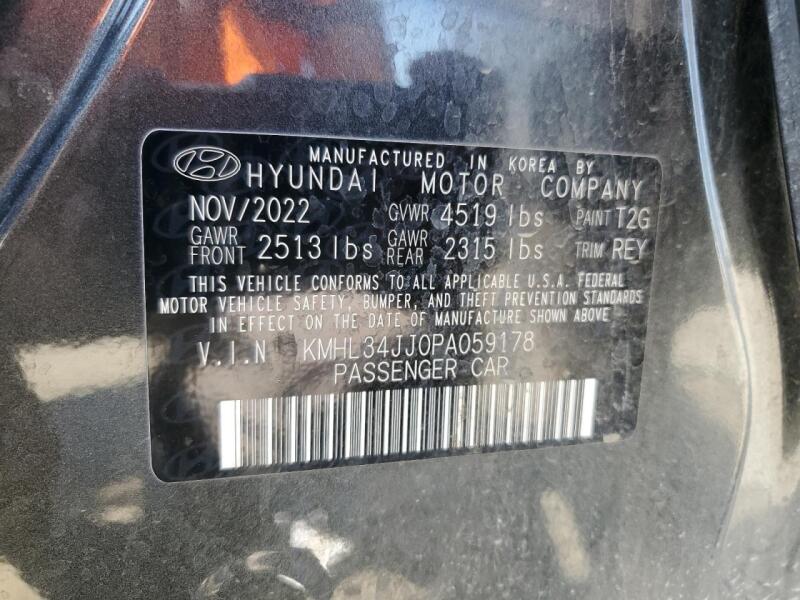 MANUFACTURED IN KOREA BY
HYUNDAI MOTOR COMPANY
NOV/2022 GVWR 4519 lbs PAINT T2G
GAWR FRONT 2513 lbs GAWR REAR 2315 lbs TRIM REY
THIS VEHICLE CONFORMS TO ALL APPLICABLE U.S.A. FEDERAL
MOTOR VEHICLE SAFETY, BUMPER, AND THEFT PREVENTION STANDARDS
IN EFFECT ON THE DATE OF MANUFACTURE SHOWN ABOVE
V.I.N KMHL34JJ0PA059178
PASSENGER CAR